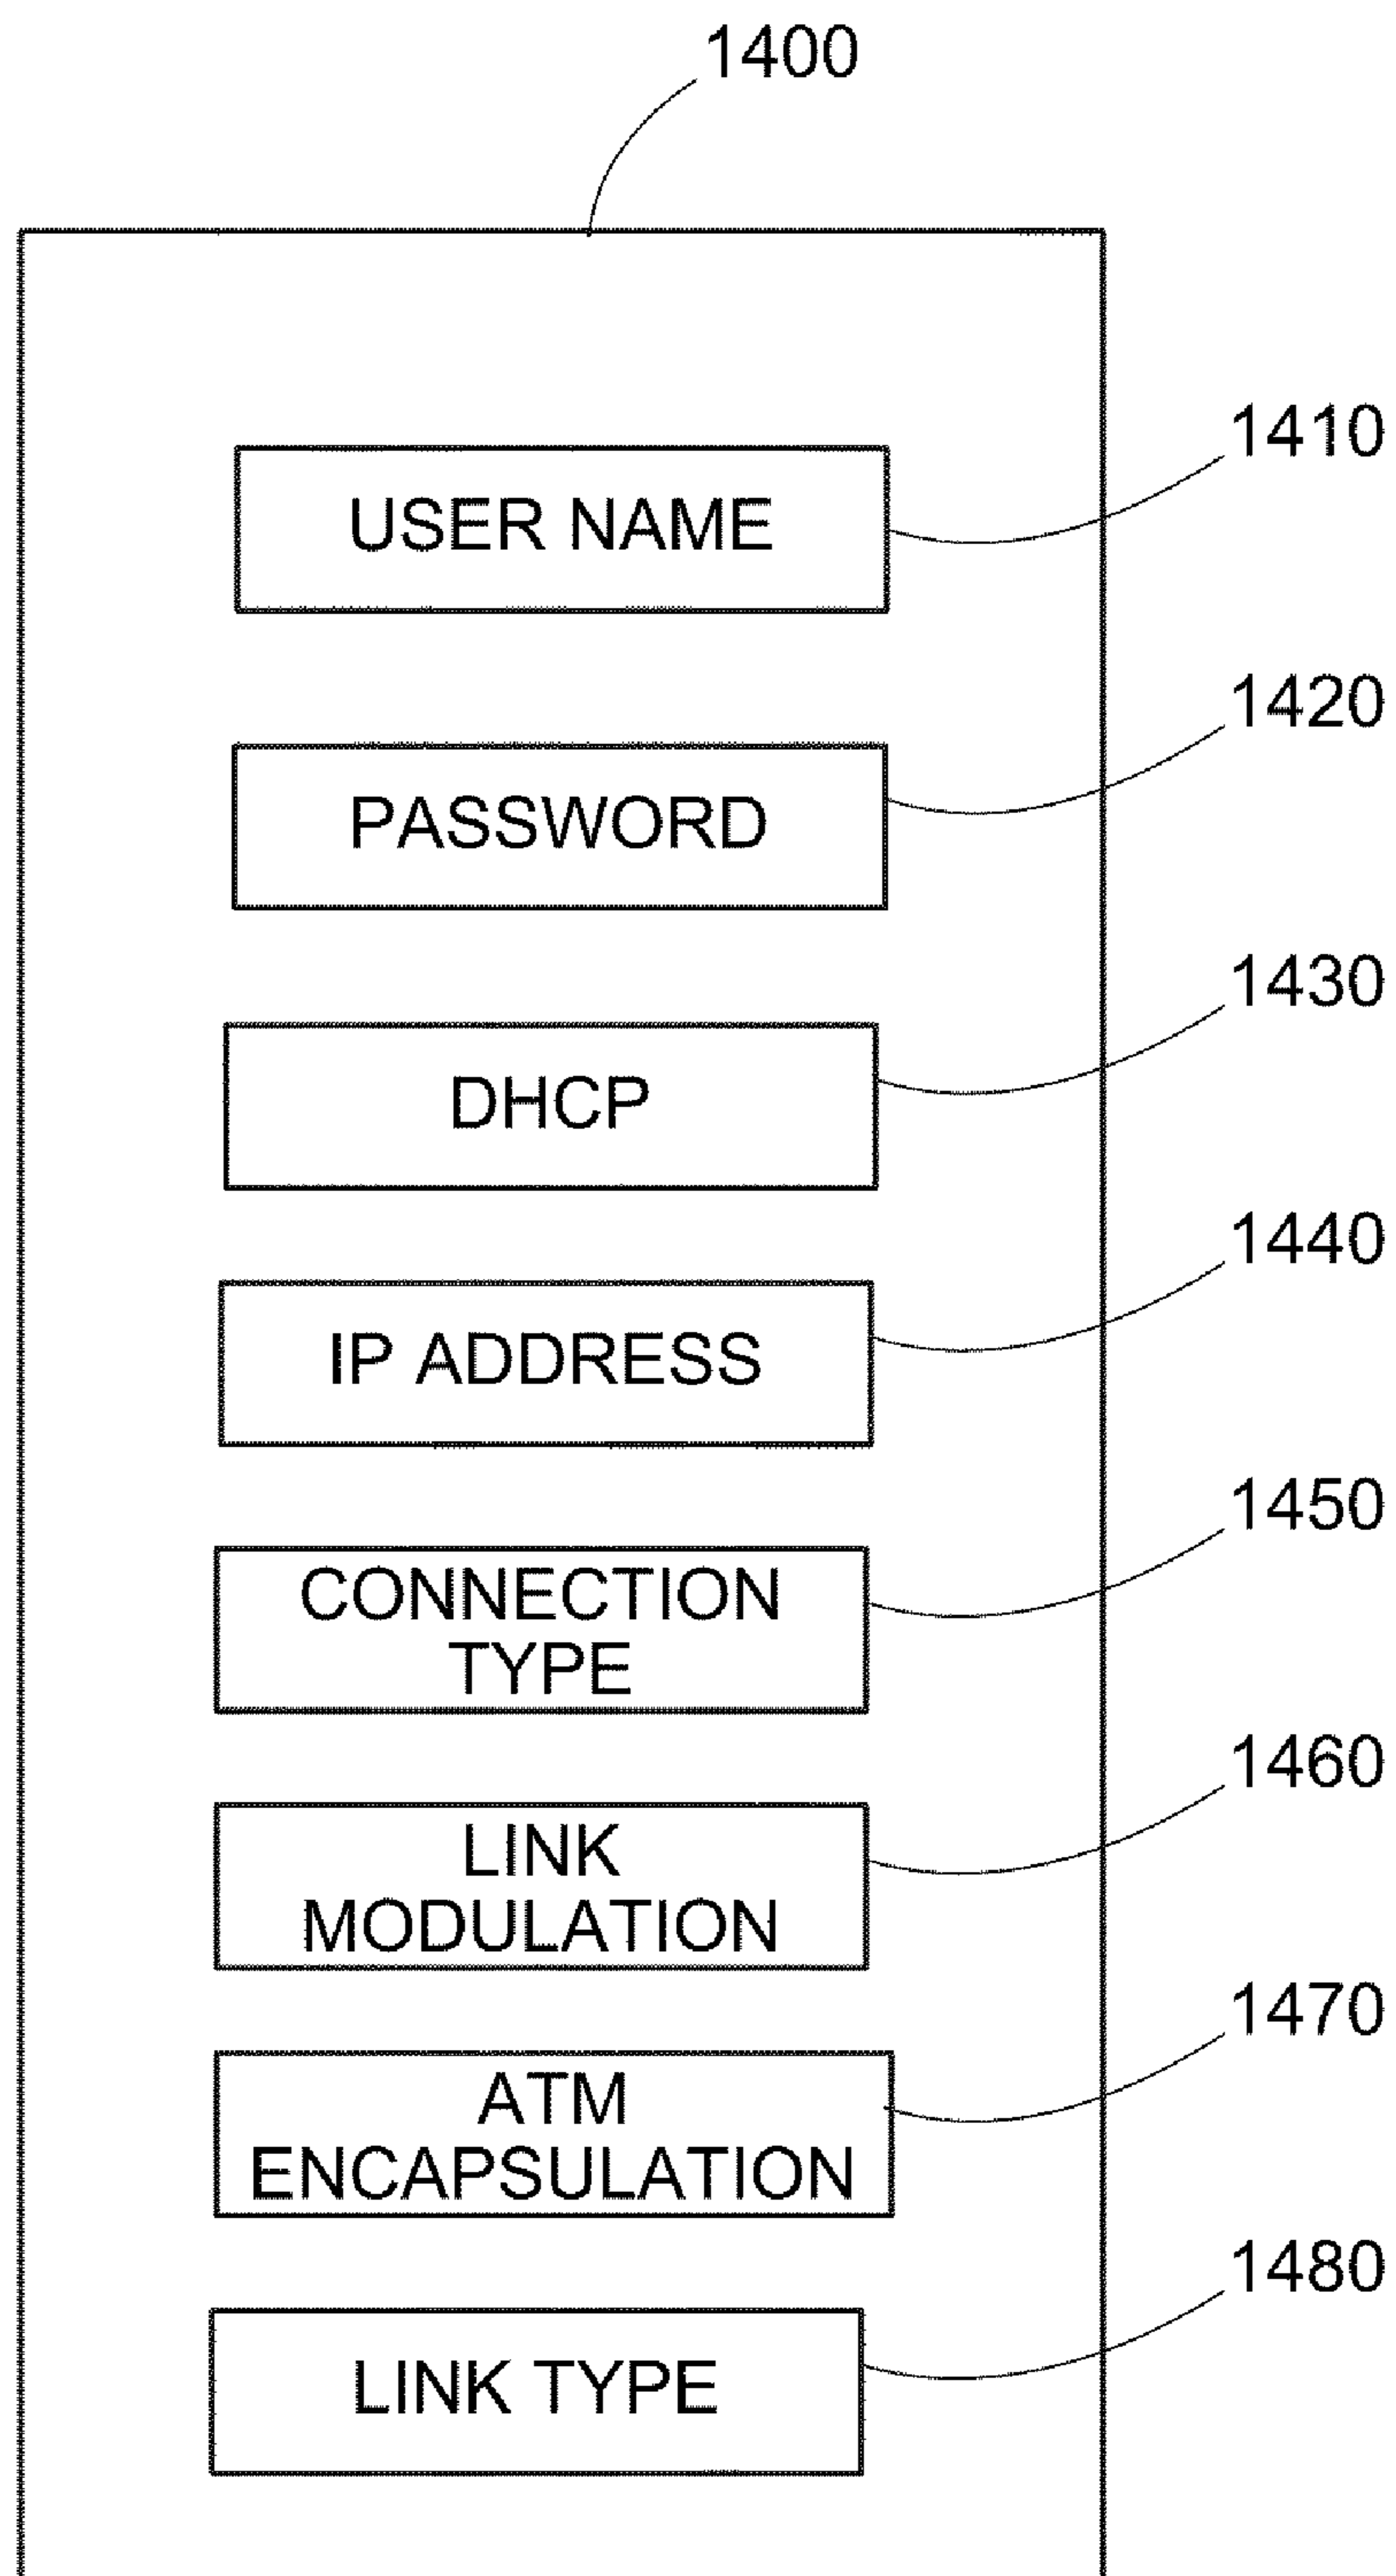 1400
USER NAME
1410
PASSWORD
1420
DHCP
1430
IP ADDRESS
1440
CONNECTION
TYPE
1450
LINK
MODULATION
1460
ATM
ENCAPSULATION
1470
LINK TYPE
1480